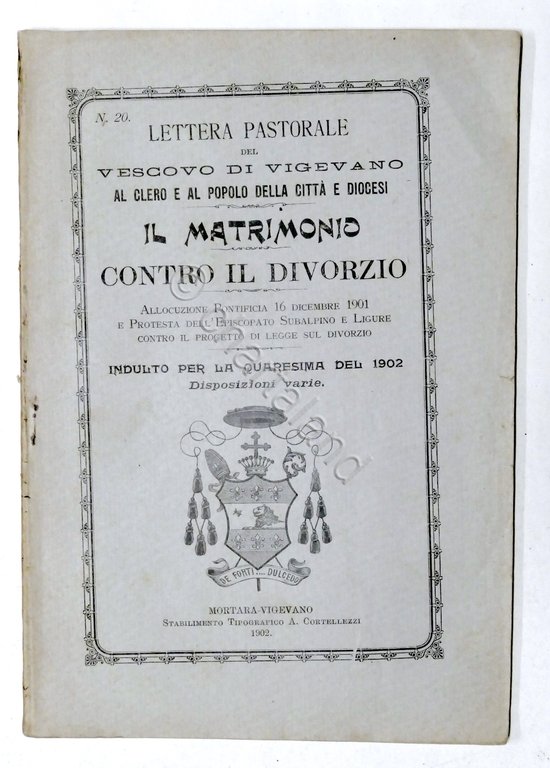 N. 20.
LETTERA PASTORALE
DEL
VESCOVO DI VIGEVANO
AL CLERO E AL POPOLO DELLA CITTÀ E DIOCESI
IL MATRIMONIO
CONTRO IL DIVORZIO
ALLOCUZIONE PONTIFICIA 16 DICEMBRE 1901
E PROTESTA DELL'EPISCOPATO SUBALPINO E LIGURE
CONTRO IL PROGETTO DI LEGGE SUL DIVORZIO
INDULTO PER LA QUARESIMA DEL 1902
Disposizioni varie.
DE FORTI.... DULCEDO
MORTARA-VIGEVANO
STABILIMENTO TIPOGRAFICO A. CORTELLEZZI
1902.